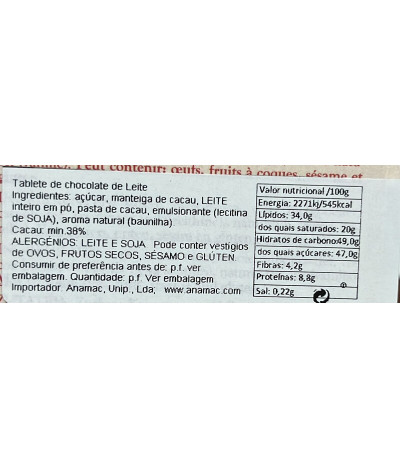 Peut contenir: œufs, fruits à coques, sésame et
Tablete de chocolate de Leite
Ingredientes: açúcar, manteiga de cacau, LEITE
inteiro em pó, pasta de cacau, emulsionante (lecitina
de SOJA), aroma natural (baunilha).
Cacau: min.38%
ALERGÉNIOS: LEITE E SOJA Pode conter vestígios
de OVOS, FRUTOS SECOS, SÉSAMO e GLÚTEN.
Consumir de preferência antes de: p.f. ver
embalagem. Quantidade: p.f. Ver embalagem
Importador: Anamac, Unip., Lda; www.anamac.com
Valor nutricional /100g
Energia: 2271kj/545kcal
Lípidos: 34,0g
dos quais saturados: 20g
Hidratos de carbono:49,0g
dos quais açúcares: 47,0g
Fibras: 4,2g
Proteínas: 8,8g
Sal: 0,22g